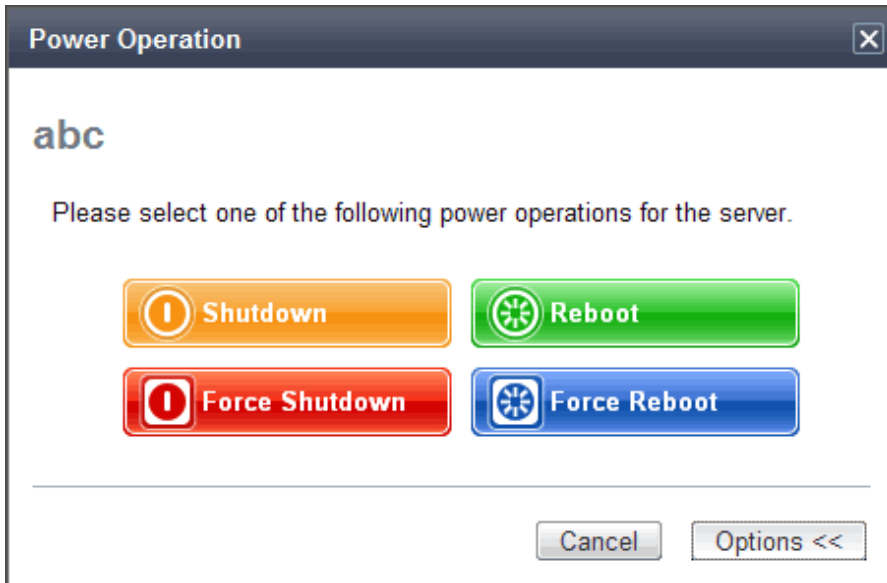 Power Operation
abc
Please select one of the following power operations for the server.
Shutdown
Reboot
Force Shutdown
Force Reboot
Cancel
Options <<